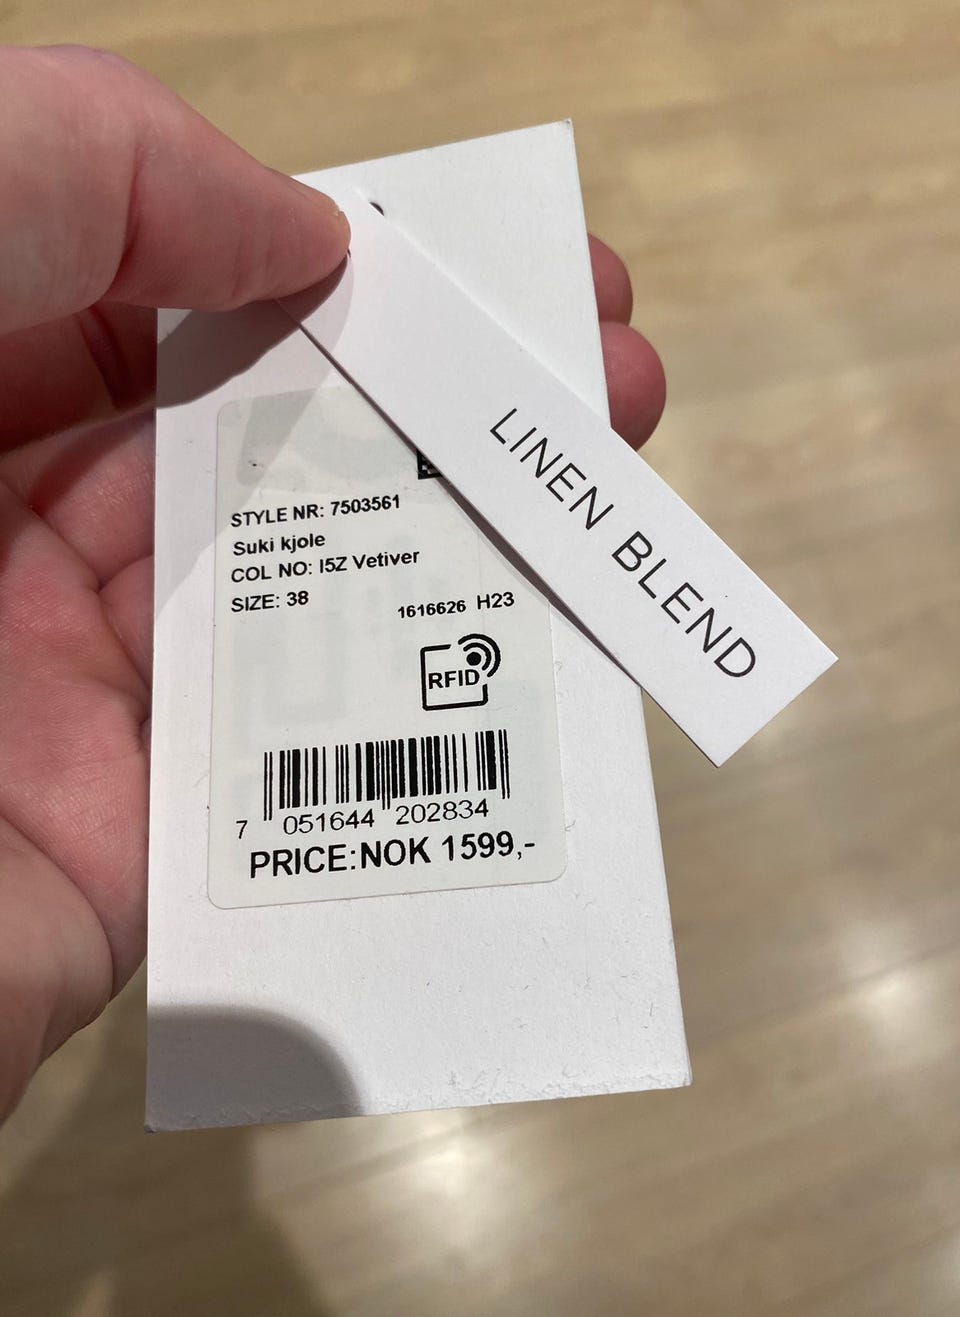 LINEN BLEND
STYLE NR: 7503561
Suki kjole
COL NO: I5Z Vetiver
SIZE: 38
1616626 H23
RFID
7 051644 202834
PRICE:NOK 1599,-